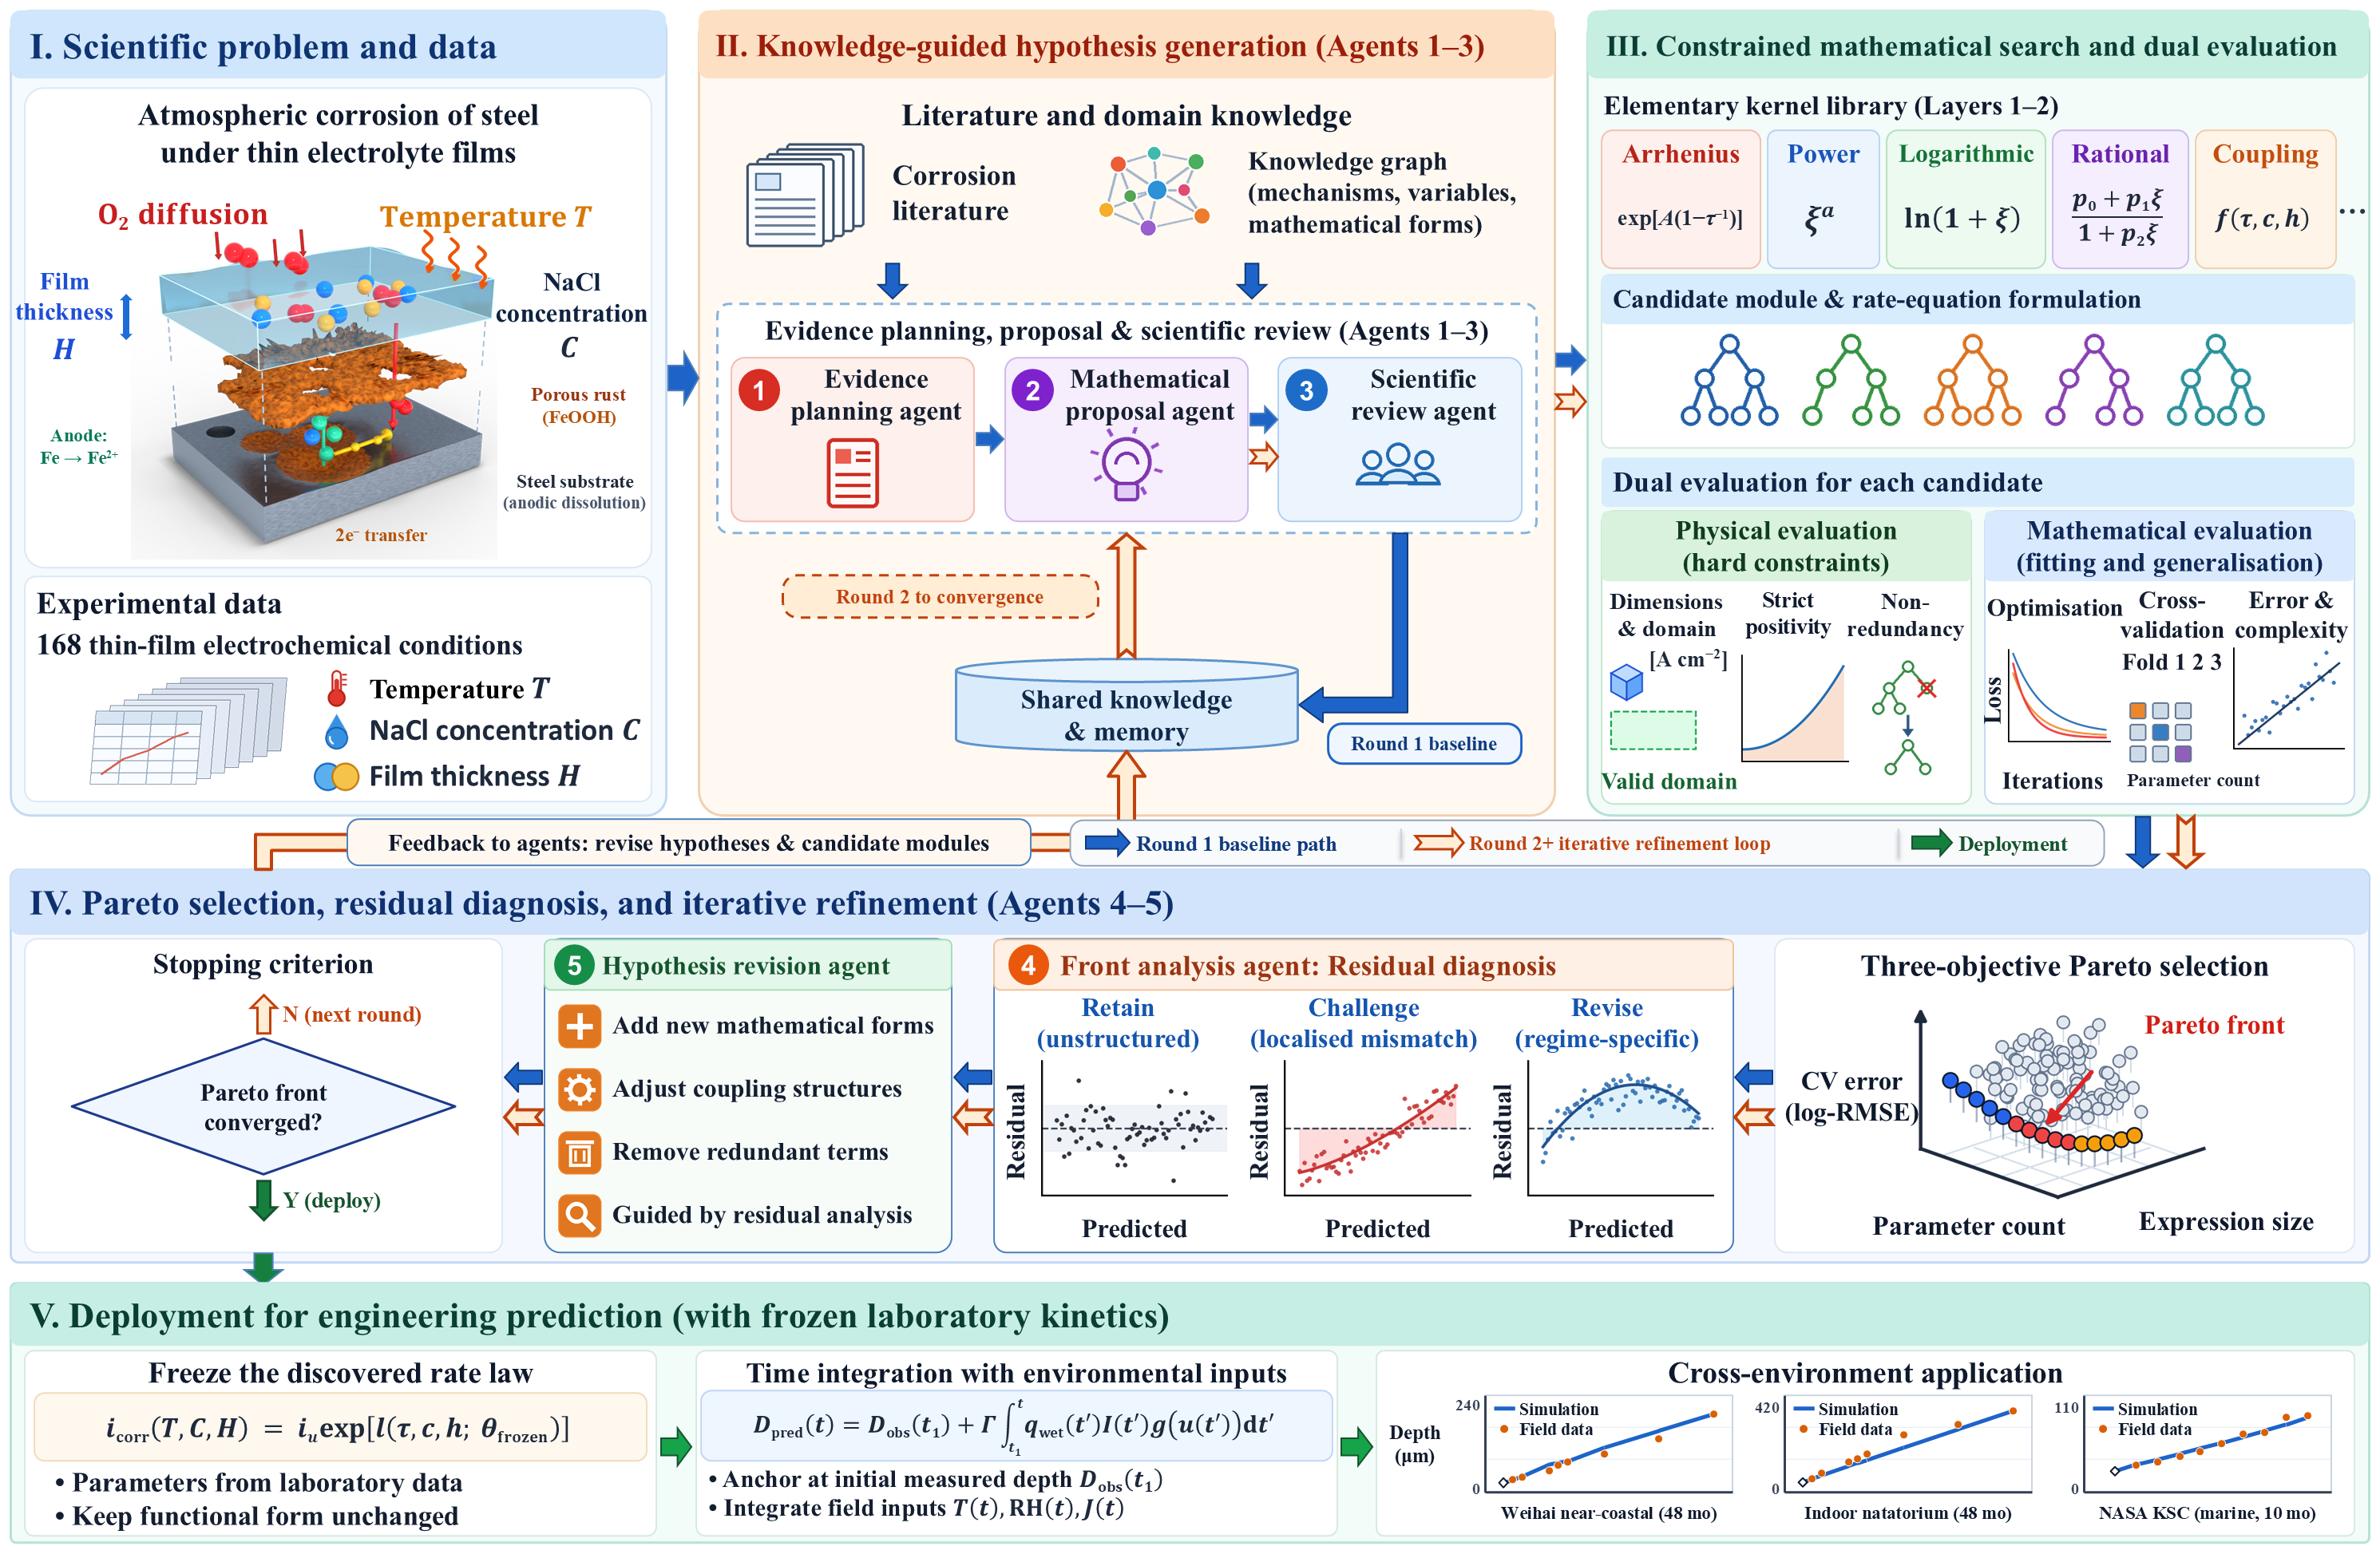 I. Scientific problem and data
Atmospheric corrosion of steel
under thin electrolyte films
O₂ diffusion
Temperature T
Film
thickness
H
NaCl
concentration
C
Porous rust
(FeOOH)
Anode:
Fe → Fe²⁺
Steel substrate
(anodic dissolution)
2e⁻ transfer
Experimental data
168 thin-film electrochemical conditions
Temperature T
NaCl concentration C
Film thickness H
II. Knowledge-guided hypothesis generation (Agents 1–3)
Literature and domain knowledge
Corrosion
literature
Knowledge graph
(mechanisms, variables,
mathematical forms)
Evidence planning, proposal & scientific review (Agents 1–3)
1
Evidence
planning agent
2
Mathematical
proposal agent
3
Scientific
review agent
Round 2 to convergence
Shared knowledge
& memory
Round 1 baseline
III. Constrained mathematical search and dual evaluation
Elementary kernel library (Layers 1–2)
Arrhenius
exp[A(1−τ⁻¹)]
Power
ξᵃ
Logarithmic
ln(1 + ξ)
Rational
p₀ + p₁ξ
1 + p₂ξ
Coupling
f(τ, c, h)
...
Candidate module & rate-equation formulation
Dual evaluation for each candidate
Physical evaluation
(hard constraints)
Dimensions
& domain
[A cm⁻²]
Valid domain
Strict
positivity
Non-
redundancy
Mathematical evaluation
(fitting and generalisation)
Optimisation
Loss
Iterations
Cross-
validation
Fold 1 2 3
Error &
complexity
Parameter count
Feedback to agents: revise hypotheses & candidate modules
Round 1 baseline path
Round 2+ iterative refinement loop
Deployment
IV. Pareto selection, residual diagnosis, and iterative refinement (Agents 4–5)
Stopping criterion
N (next round)
Pareto front
converged?
Y (deploy)
5 Hypothesis revision agent
Add new mathematical forms
Adjust coupling structures
Remove redundant terms
Guided by residual analysis
4 Front analysis agent: Residual diagnosis
Retain
(unstructured)
Residual
Predicted
Challenge
(localised mismatch)
Residual
Predicted
Revise
(regime-specific)
Residual
Predicted
Three-objective Pareto selection
Pareto front
CV error
(log-RMSE)
Parameter count
Expression size
V. Deployment for engineering prediction (with frozen laboratory kinetics)
Freeze the discovered rate law
i_corr(T, C, H) = i_u exp[l(τ, c, h; θ_frozen)]
• Parameters from laboratory data
• Keep functional form unchanged
Time integration with environmental inputs
D_pred(t) = D_obs(t₁) + Γ ∫_{t₁}^{t} q_wet(t′)I(t′)g(u(t′))dt′
• Anchor at initial measured depth D_obs(t₁)
• Integrate field inputs T(t), RH(t), J(t)
Cross-environment application
Depth
(μm)
240
0
Simulation
Field data
Weihai near-coastal (48 mo)
420
0
Simulation
Field data
Indoor natatorium (48 mo)
110
0
Simulation
Field data
NASA KSC (marine, 10 mo)